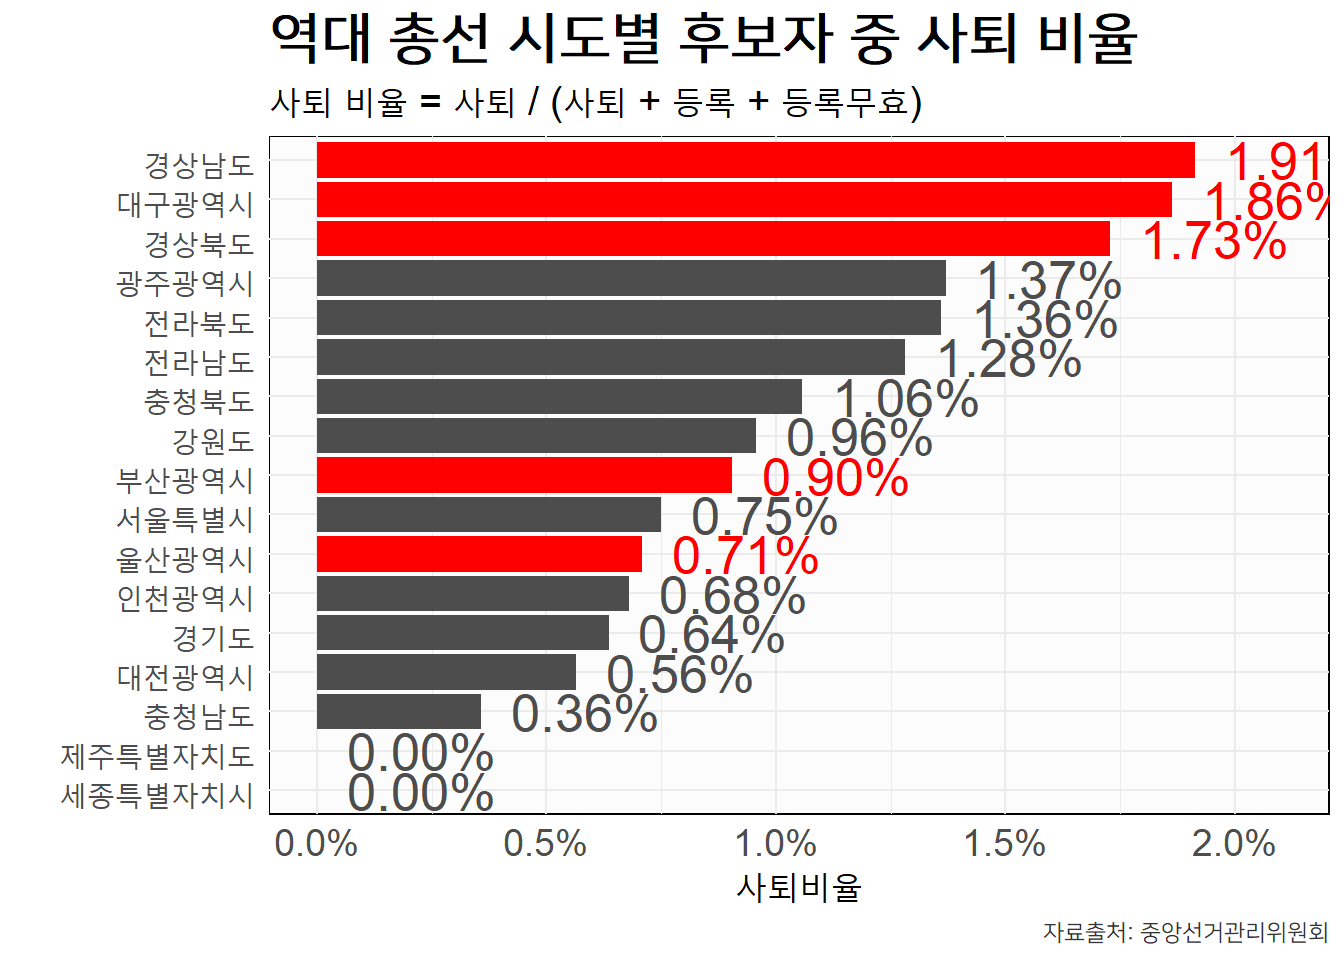 역대 총선 시도별 후보자 중 사퇴 비율
사퇴 비율 = 사퇴 / (사퇴 + 등록 + 등록무효)
경상남도 1.91
대구광역시 1.86%
경상북도 1.73%
광주광역시 1.37%
전라북도 1.36%
전라남도 1.28%
충청북도 1.06%
강원도 0.96%
부산광역시 0.90%
서울특별시 0.75%
울산광역시 0.71%
인천광역시 0.68%
경기도 0.64%
대전광역시 0.56%
충청남도 0.36%
제주특별자치도 0.00%
세종특별자치시 0.00%
0.0% 0.5% 1.0% 1.5% 2.0%
사퇴비율
자료출처: 중앙선거관리위원회